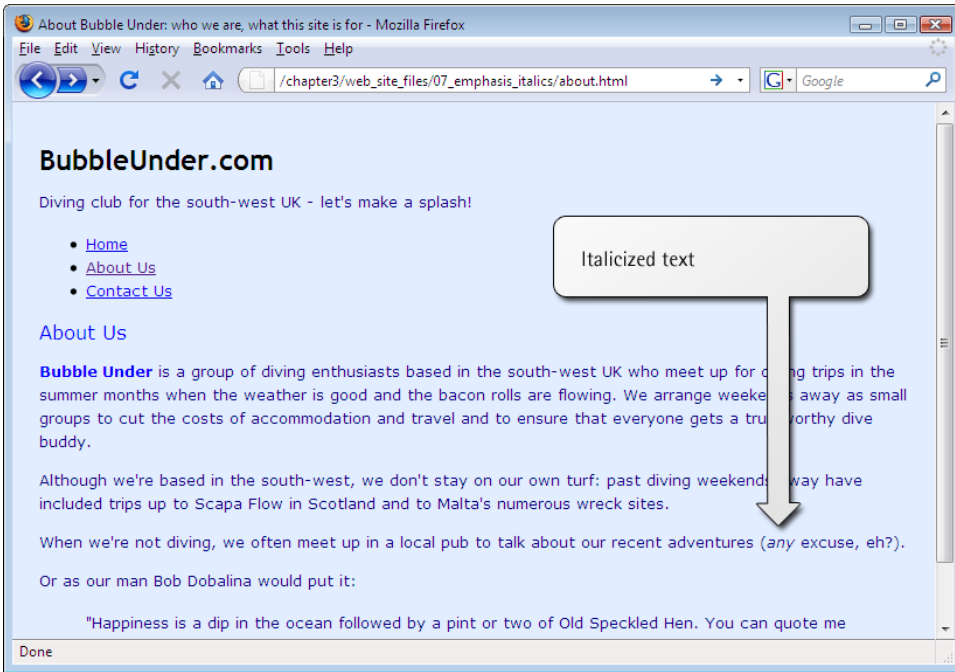 About Bubble Under: who we are, what this site is for - Mozilla Firefox
File Edit View History Bookmarks Tools Help
/chapter3/web_site_files/07_emphasis_italics/about.html
G Google
BubbleUnder.com
Diving club for the south-west UK - let's make a splash!
Home
About Us
Contact Us
Italicized text
About Us
Bubble Under is a group of diving enthusiasts based in the south-west UK who meet up for d ng trips in the
summer months when the weather is good and the bacon rolls are flowing. We arrange weeke s away as small
groups to cut the costs of accommodation and travel and to ensure that everyone gets a tru worthy dive
buddy.
Although we're based in the south-west, we don't stay on our own turf: past diving weekends way have
included trips up to Scapa Flow in Scotland and to Malta's numerous wreck sites.
When we're not diving, we often meet up in a local pub to talk about our recent adventures (any excuse, eh?).
Or as our man Bob Dobalina would put it:
"Happiness is a dip in the ocean followed by a pint or two of Old Speckled Hen. You can quote me
Done